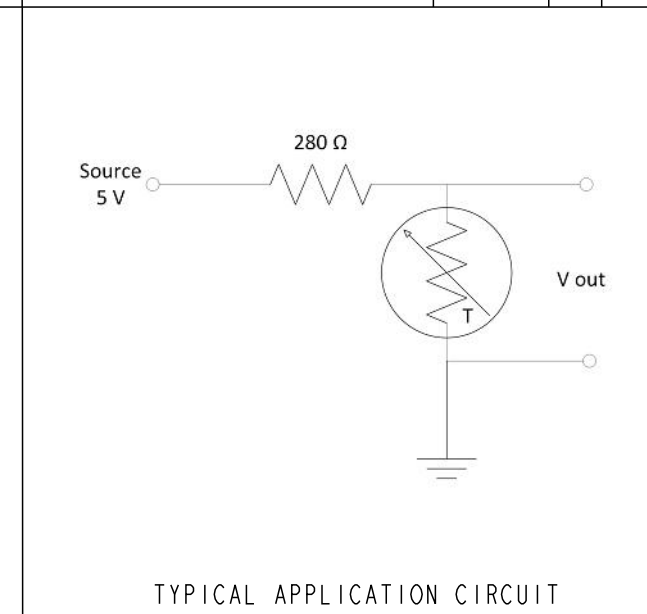 280 Ω
Source
5 V
V out
T
TYPICAL APPLICATION CIRCUIT